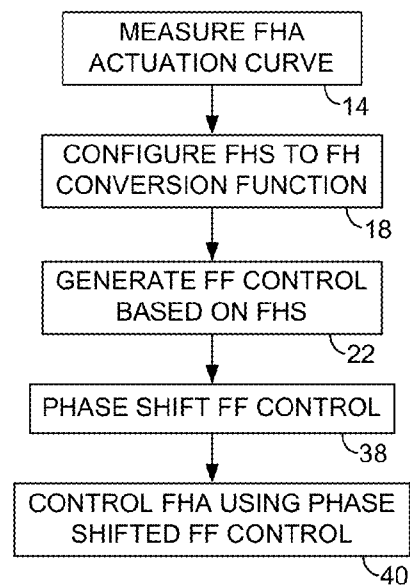 MEASURE FHA
ACTUATION CURVE
14
CONFIGURE FHS TO FH
CONVERSION FUNCTION
18
GENERATE FF CONTROL
BASED ON FHS
22
PHASE SHIFT FF CONTROL
38
CONTROL FHA USING PHASE
SHIFTED FF CONTROL
40